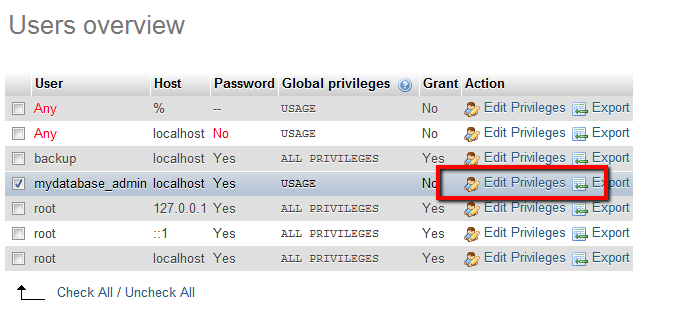 Users overview
User Host Password Global privileges Grant Action
Any % -- USAGE No Edit Privileges Export
Any localhost No USAGE No Edit Privileges Export
backup localhost Yes ALL PRIVILEGES Yes Edit Privileges Export
mydatabase_admin localhost Yes USAGE No Edit Privileges Export
root 127.0.0.1 Yes ALL PRIVILEGES Yes Edit Privileges Export
root ::1 Yes ALL PRIVILEGES Yes Edit Privileges Export
root localhost Yes ALL PRIVILEGES Yes Edit Privileges Export
Check All / Uncheck All